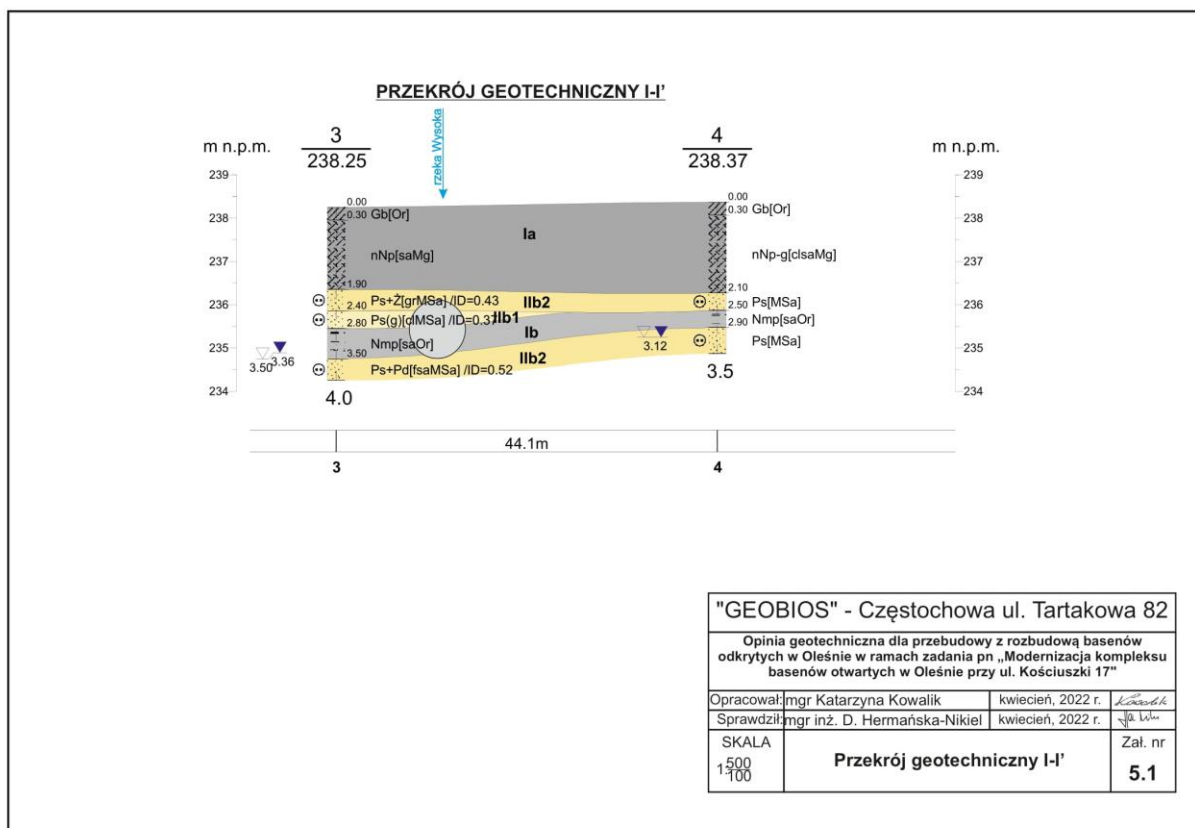 PRZEKRÓJ GEOTECHNICZNY I-I'
rzeka Wysoka
3
238.25
4
238.37
m n.p.m.
m n.p.m.
239
238
237
236
235
234
239
238
237
236
235
234
0.00
0.30 Gb[Or]
nNp[saMg]
1.90
Ps+Ż[grMSa] /ID=0.43
2.40
Ps(g)[clMSa] /ID=0.37
2.80
Nmp[saOr]
3.50
Ps+Pd[fsaMSa] /ID=0.52
4.0
3.50
3.36
Ia
IIb2
IIb1
Ib
IIb2
3.12
0.00
0.30 Gb[Or]
nNp-g[clsaMg]
2.10
2.50 Ps[MSa]
2.90 Nmp[saOr]
Ps[MSa]
3.5
44.1m
3
4
"GEOBIOS" - Częstochowa ul. Tartakowa 82
Opinia geotechniczna dla przebudowy z rozbudową basenów
odkrytych w Oleśnie w ramach zadania pn „Modernizacja kompleksu
basenów otwartych w Oleśnie przy ul. Kościuszki 17"
Opracował: mgr Katarzyna Kowalik kwiecień, 2022 r.
Sprawdził: mgr inż. D. Hermańska-Nikiel kwiecień, 2022 r.
SKALA
1:500
100
Przekrój geotechniczny I-I'
Zał. nr
5.1